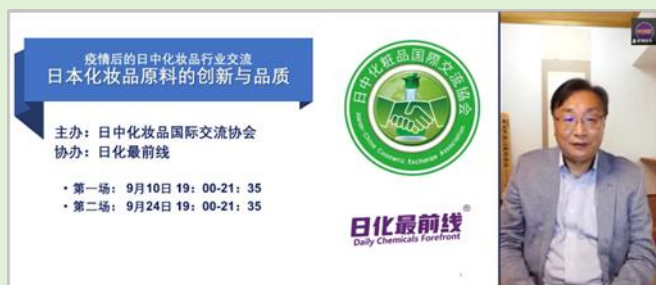 疫情后的日中化妆品行业交流
日本化妆品原料的创新与品质
主办：日中化妆品国际交流协会
协办：日化最前线
• 第一场： 9月10日 19：00-21：35
• 第二场： 9月24日 19：00-21：35
日中化粧品国際交流協会
Japan-China Cosmetic Exchange Association
日化最前线®
Daily Chemicals Forefront